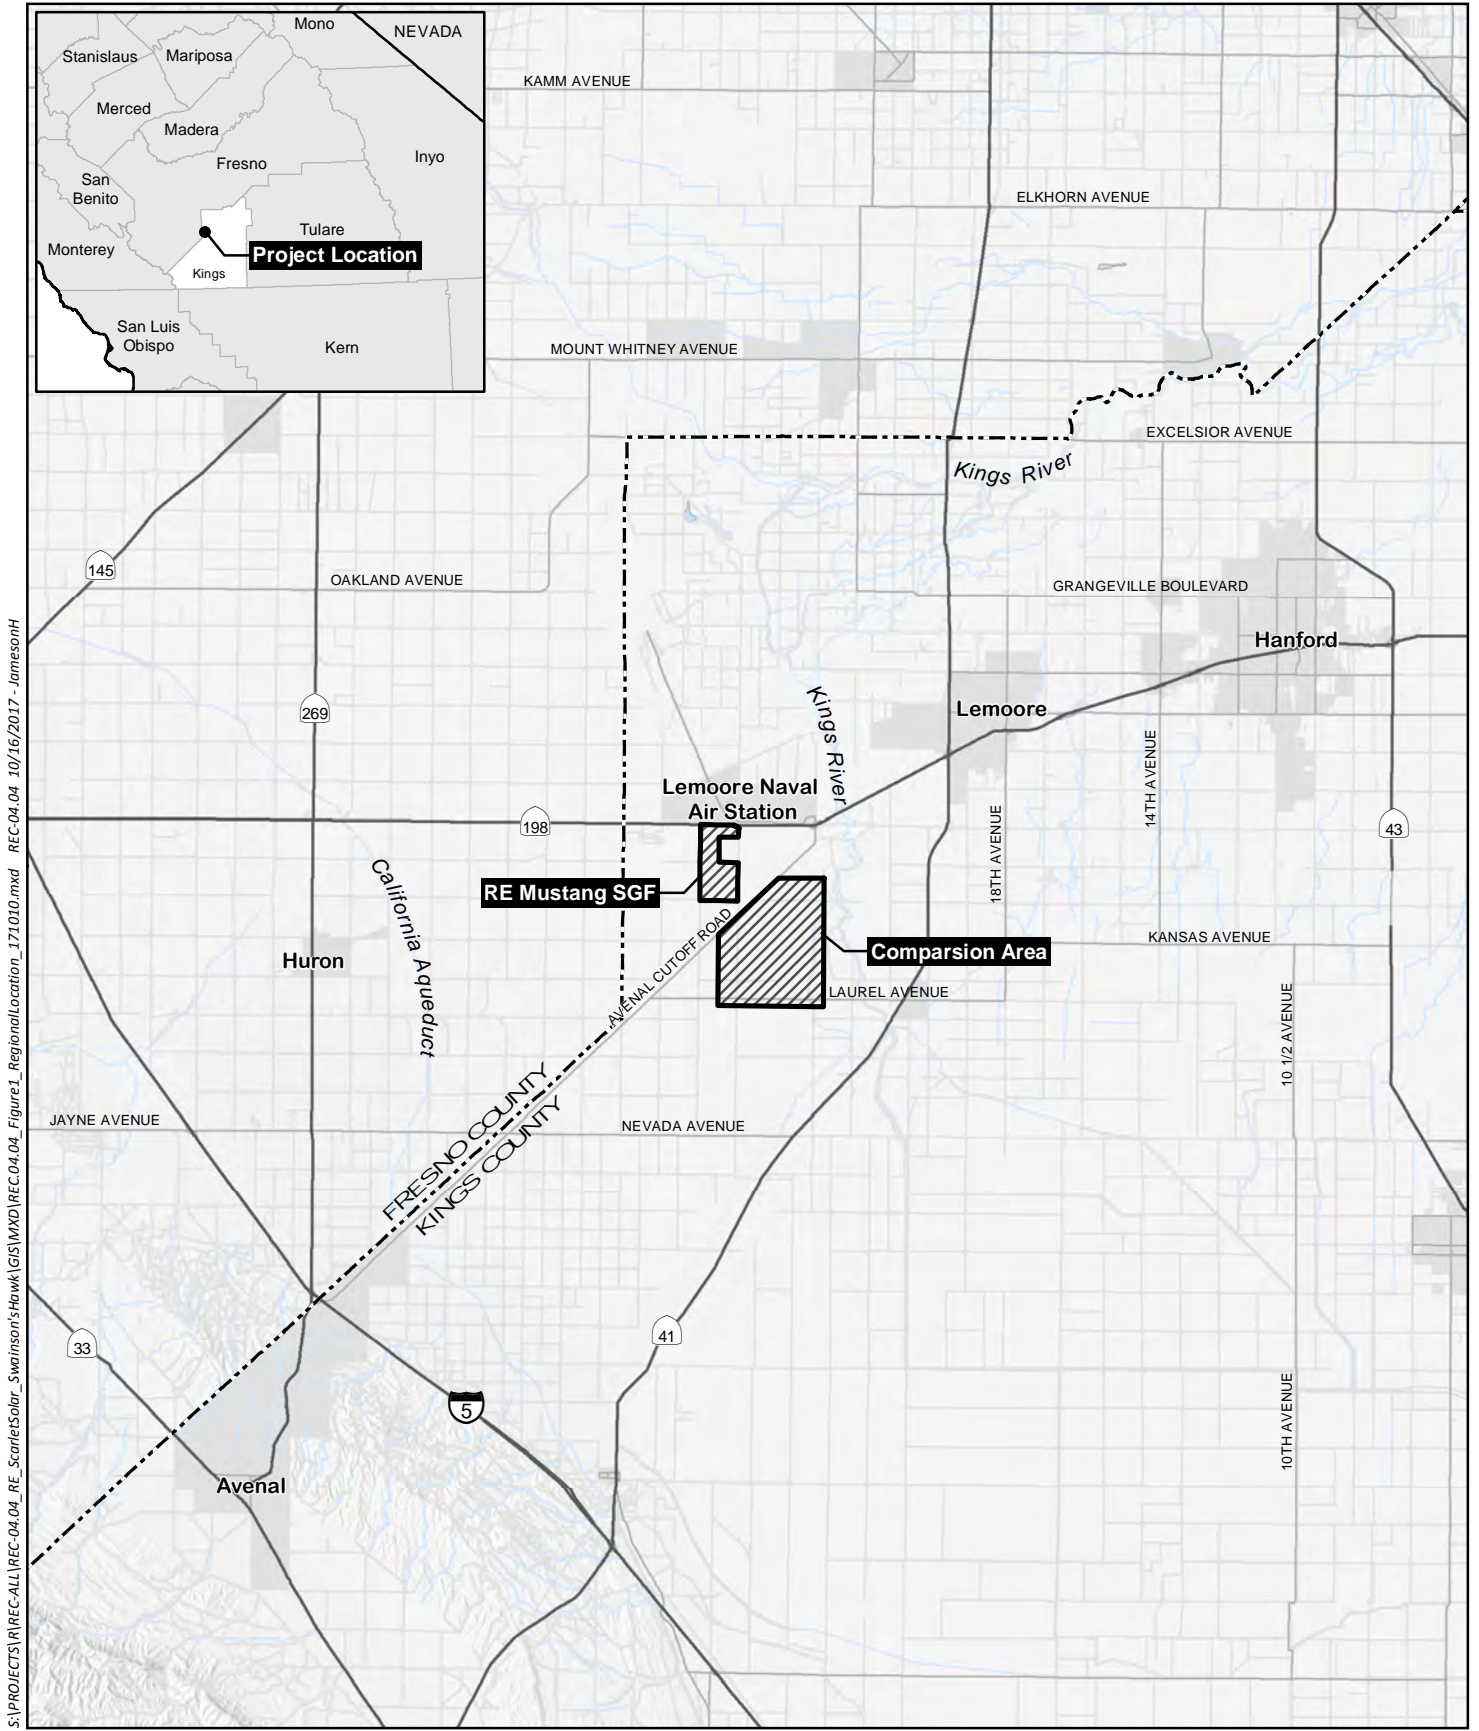 Mono
NEVADA
Stanislaus
Mariposa
Merced
Madera
Fresno
Inyo
San
Benito
Tulare
Monterey
Project Location
Kings
San Luis
Obispo
Kern
KAMM AVENUE
ELKHORN AVENUE
MOUNT WHITNEY AVENUE
EXCELSIOR AVENUE
Kings River
145
OAKLAND AVENUE
GRANGEVILLE BOULEVARD
Hanford
269
Kings River
Lemoore
14TH AVENUE
Lemoore Naval
Air Station
198
18TH AVENUE
43
RE Mustang SGF
California Aqueduct
AVENAL CUTOFF ROAD
KANSAS AVENUE
Comparsion Area
Huron
LAUREL AVENUE
10 1/2 AVENUE
FRESNO COUNTY
KINGS COUNTY
JAYNE AVENUE
NEVADA AVENUE
33
41
5
10TH AVENUE
Avenal
S:\PROJECTS\R\REC-ALL\REC-04.04_RE_ScarletSolar_Swainson'sHawk\GIS\MXD\REC.04.04_Figure1_RegionalLocation_171010.mxd REC-04.04 10/16/2017 - JamesonH